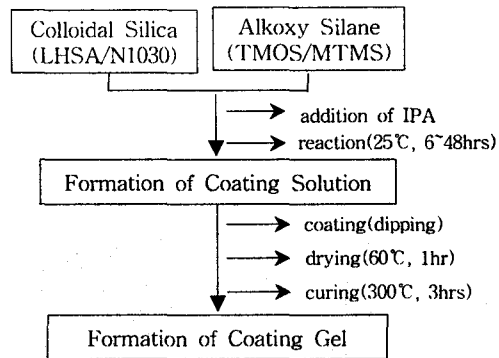 Colloidal Silica
(LHSA/N1030)
Alkoxy Silane
(TMOS/MTMS)
addition of IPA
reaction(25℃, 6~48hrs)
Formation of Coating Solution
coating(dipping)
drying(60℃, 1hr)
curing(300℃, 3hrs)
Formation of Coating Gel